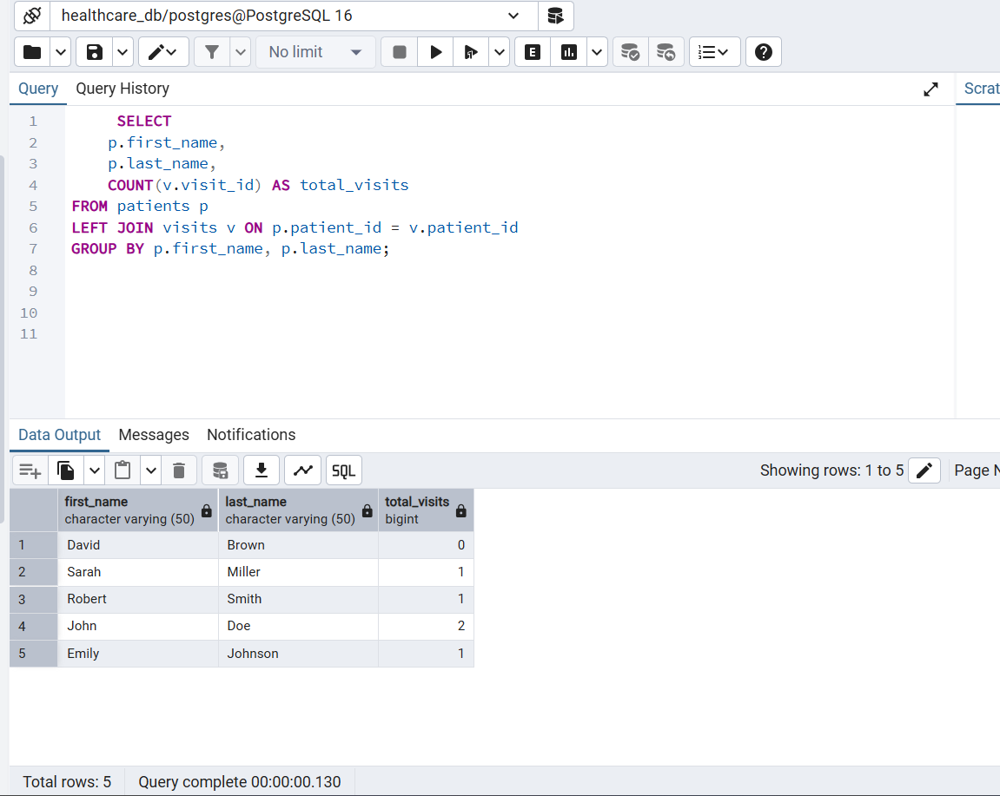 healthcare_db/postgres@PostgreSQL 16
No limit
E
Query Query History Scrat
1 SELECT
2 p.first_name,
3 p.last_name,
4 COUNT(v.visit_id) AS total_visits
5 FROM patients p
6 LEFT JOIN visits v ON p.patient_id = v.patient_id
7 GROUP BY p.first_name, p.last_name;
8
9
10
11
Data Output Messages Notifications
SQL Showing rows: 1 to 5 Page N
first_name last_name total_visits
character varying (50) character varying (50) bigint
1 David Brown 0
2 Sarah Miller 1
3 Robert Smith 1
4 John Doe 2
5 Emily Johnson 1
Total rows: 5 Query complete 00:00:00.130